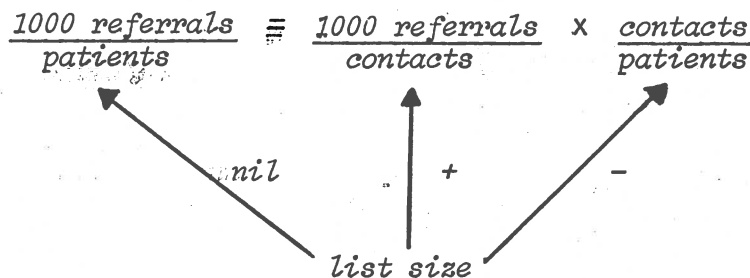 1000 referrals ≡ 1000 referrals x contacts
patients contacts patients
nil + -
list size